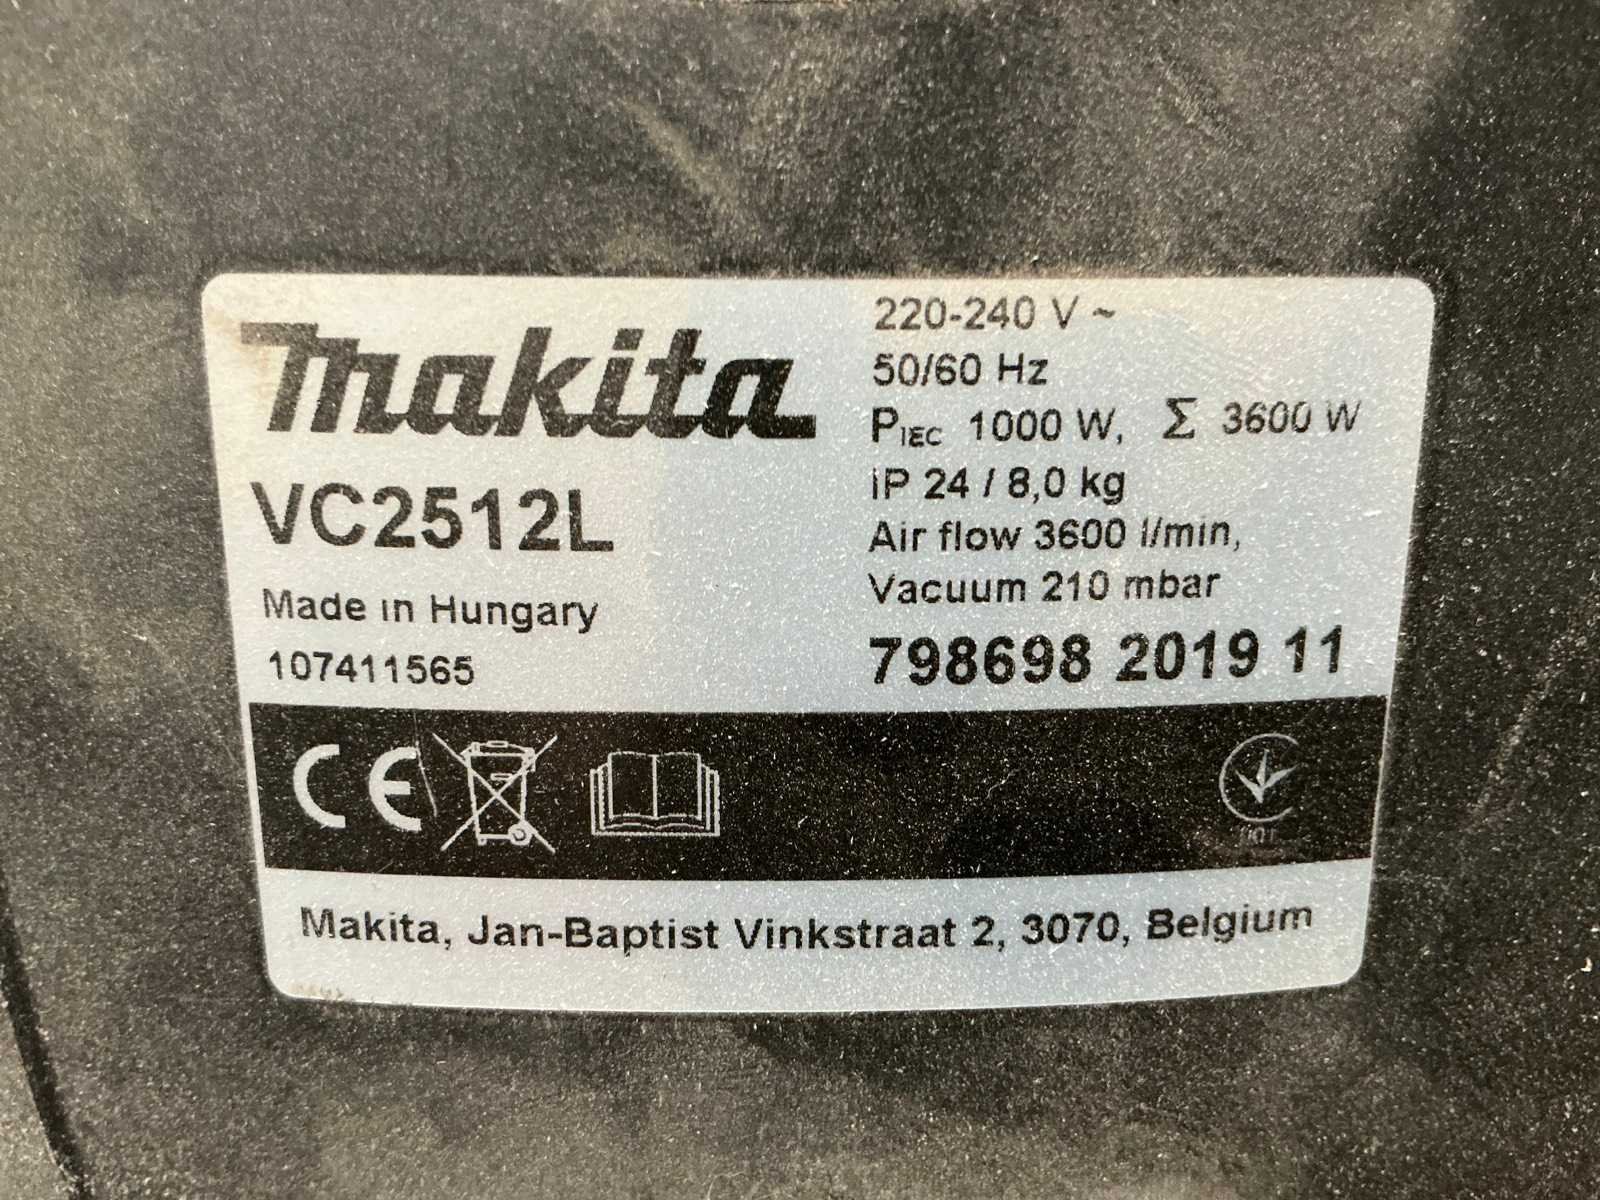 makita
VC2512L
Made in Hungary
107411565
220-240 V ~
50/60 Hz
PIEC 1000 W, Σ 3600 W
IP 24 / 8,0 kg
Air flow 3600 l/min,
Vacuum 210 mbar
798698 2019 11
CE
Makita, Jan-Baptist Vinkstraat 2, 3070, Belgium